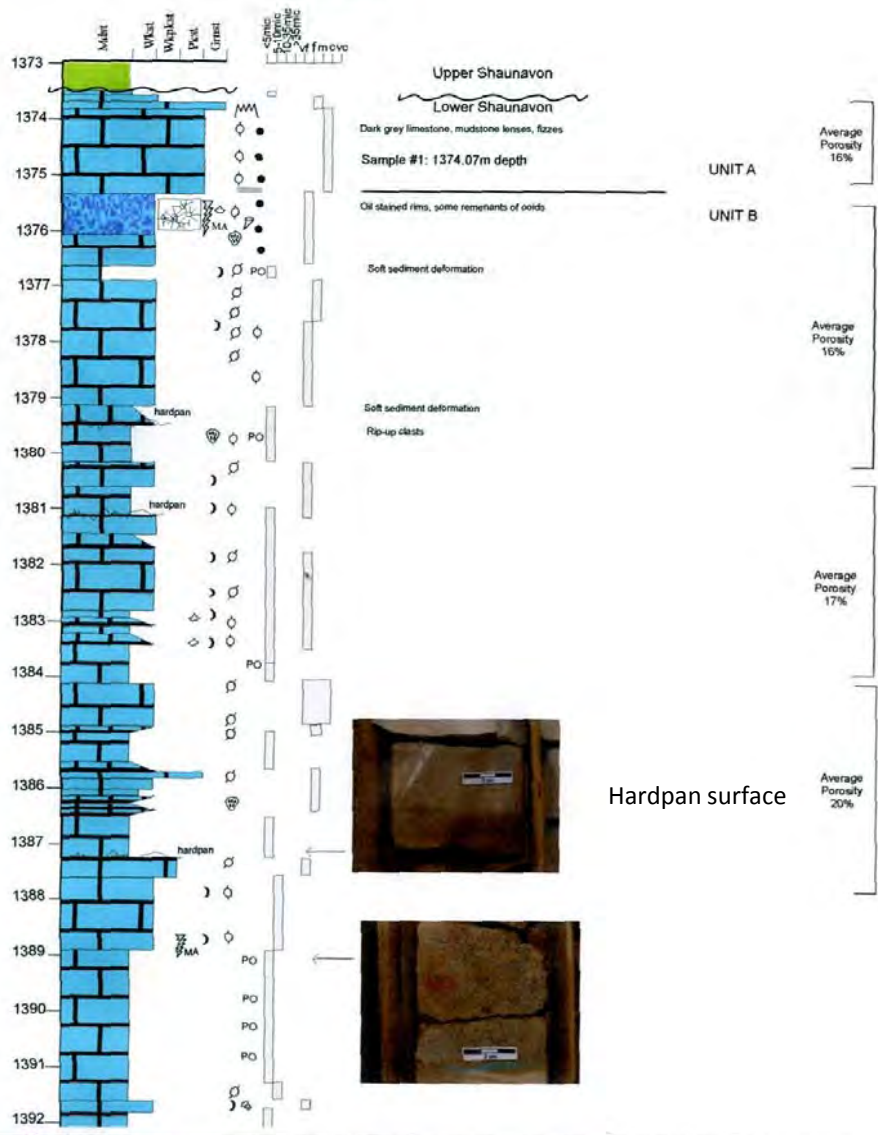 Mdst Wkst Wkpkst Pkst Grnst
<5mic 5-10mic 10-35mic >35mic vf f m c vc
1373
Upper Shaunavon
Lower Shaunavon
1374
Dark grey limestone, mudstone lenses, fizzes
Average
Porosity
16%
Sample #1: 1374.07m depth
UNIT A
1375
Oil stained rims, some remenants of ooids
UNIT B
MA
1376
PO
Soft sediment deformation
1377
Average
Porosity
16%
1378
1379
hardpan
Soft sediment deformation
PO
Rip-up clasts
1380
hardpan
1381
1382
Average
Porosity
17%
1383
PO
1384
1385
1386
Hardpan surface
Average
Porosity
20%
1387
hardpan
1388
MA
1389
PO
PO
1390
PO
PO
1391
1392